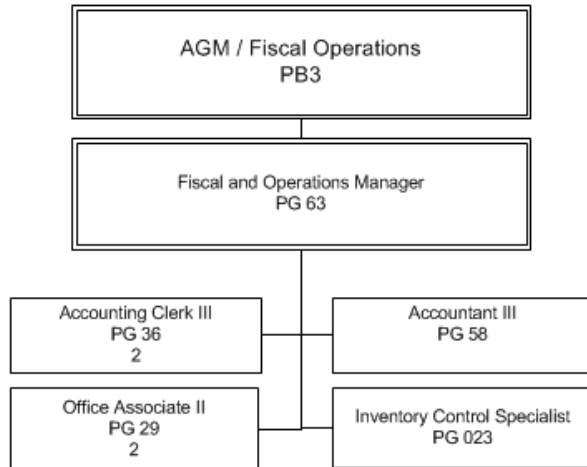 AGM / Fiscal Operations
PB3
Fiscal and Operations Manager
PG 63
Accounting Clerk III
PG 36
2
Accountant III
PG 58
Office Associate II
PG 29
2
Inventory Control Specialist
PG 023